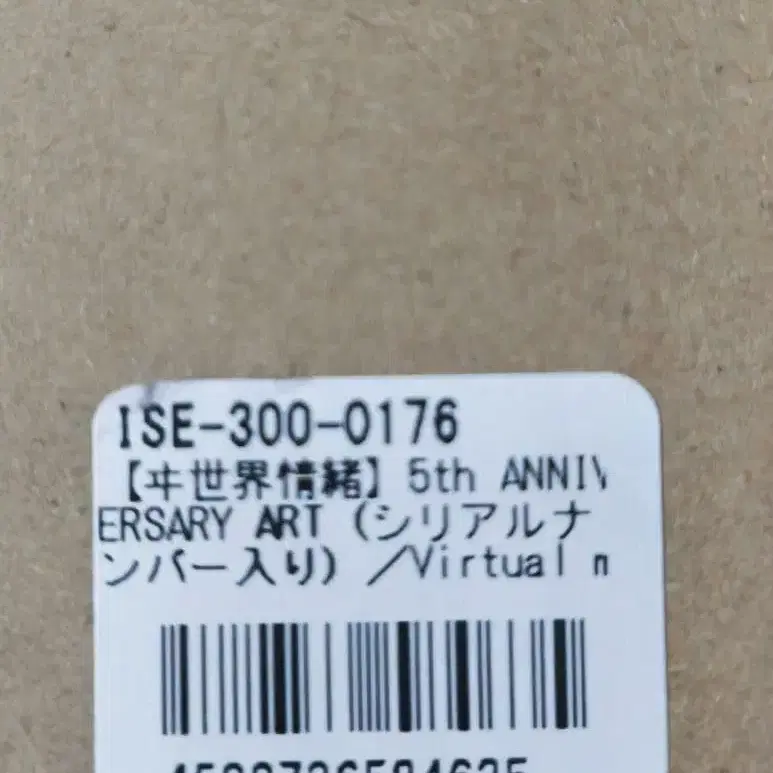 ISE-300-0176
【ヰ世界情緒】5th ANNIV
ERSARY ART (シリアルナ
ンバー入り) ／Virtual m